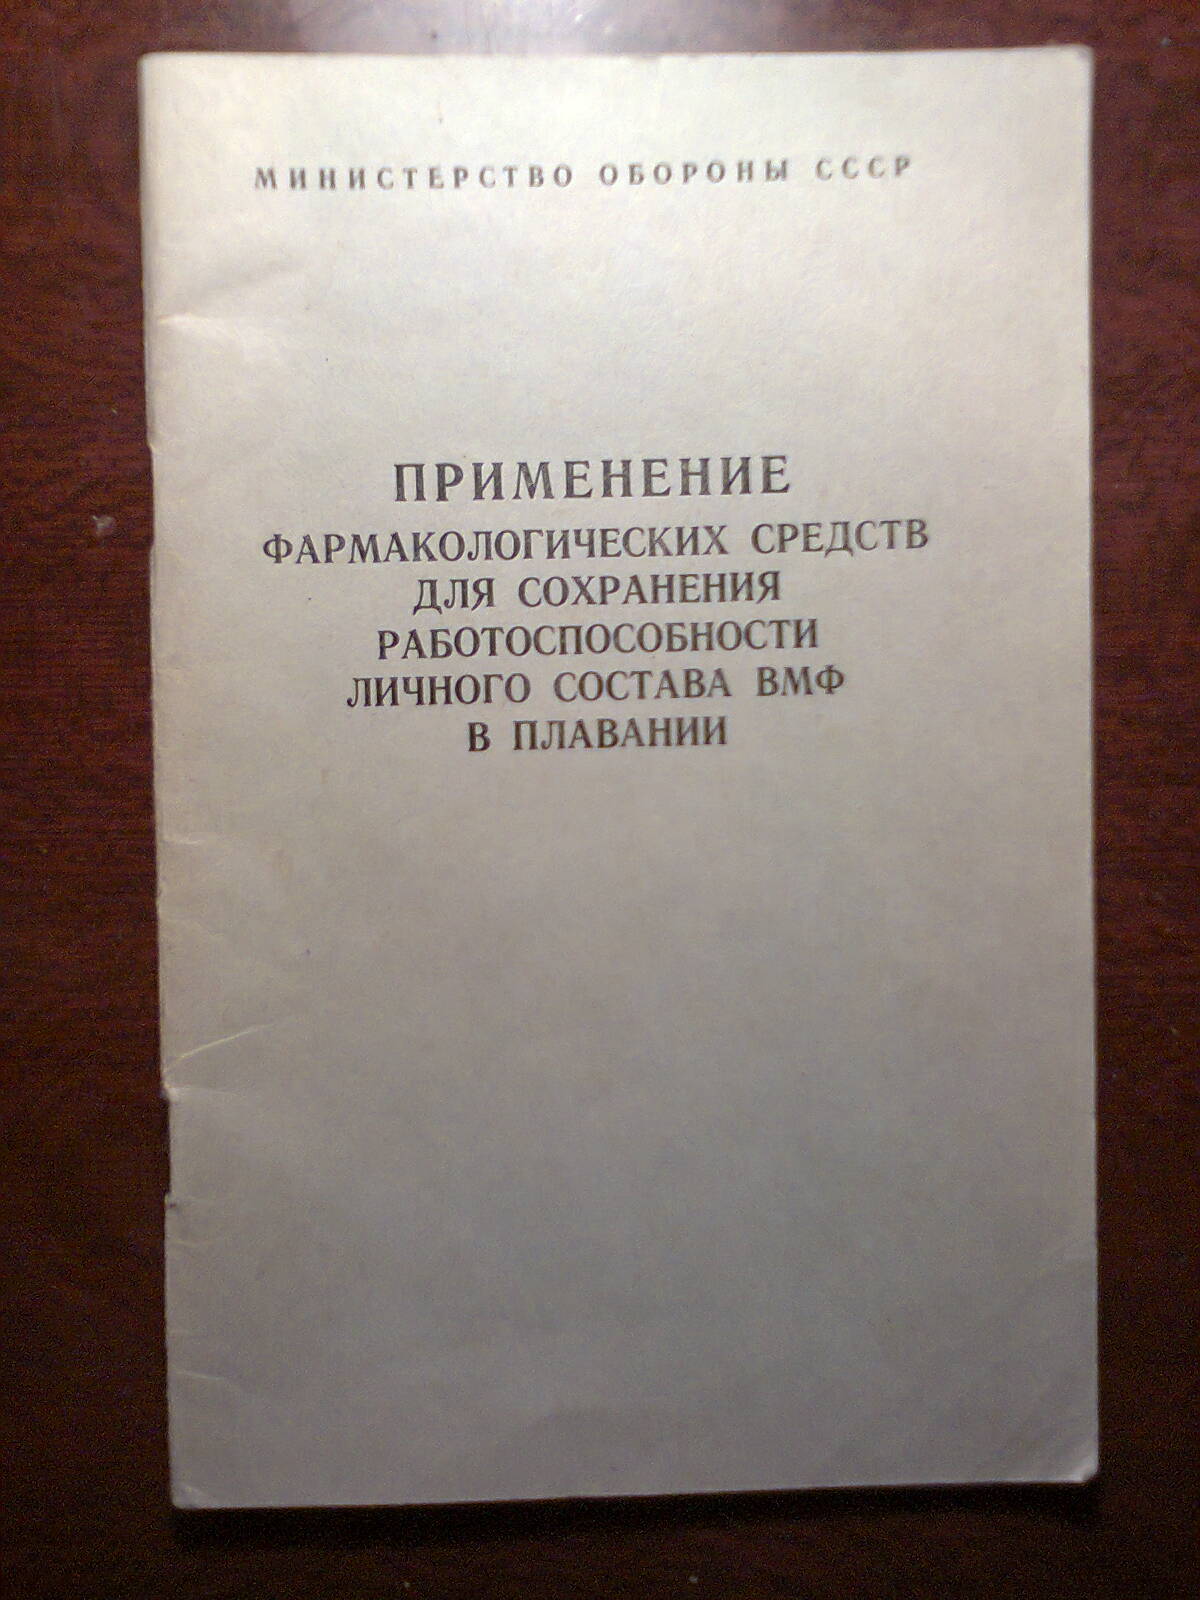 МИНИСТЕРСТВО ОБОРОНЫ СССР
ПРИМЕНЕНИЕ
ФАРМАКОЛОГИЧЕСКИХ СРЕДСТВ
ДЛЯ СОХРАНЕНИЯ
РАБОТОСПОСОБНОСТИ
ЛИЧНОГО СОСТАВА ВМФ
В ПЛАВАНИИ